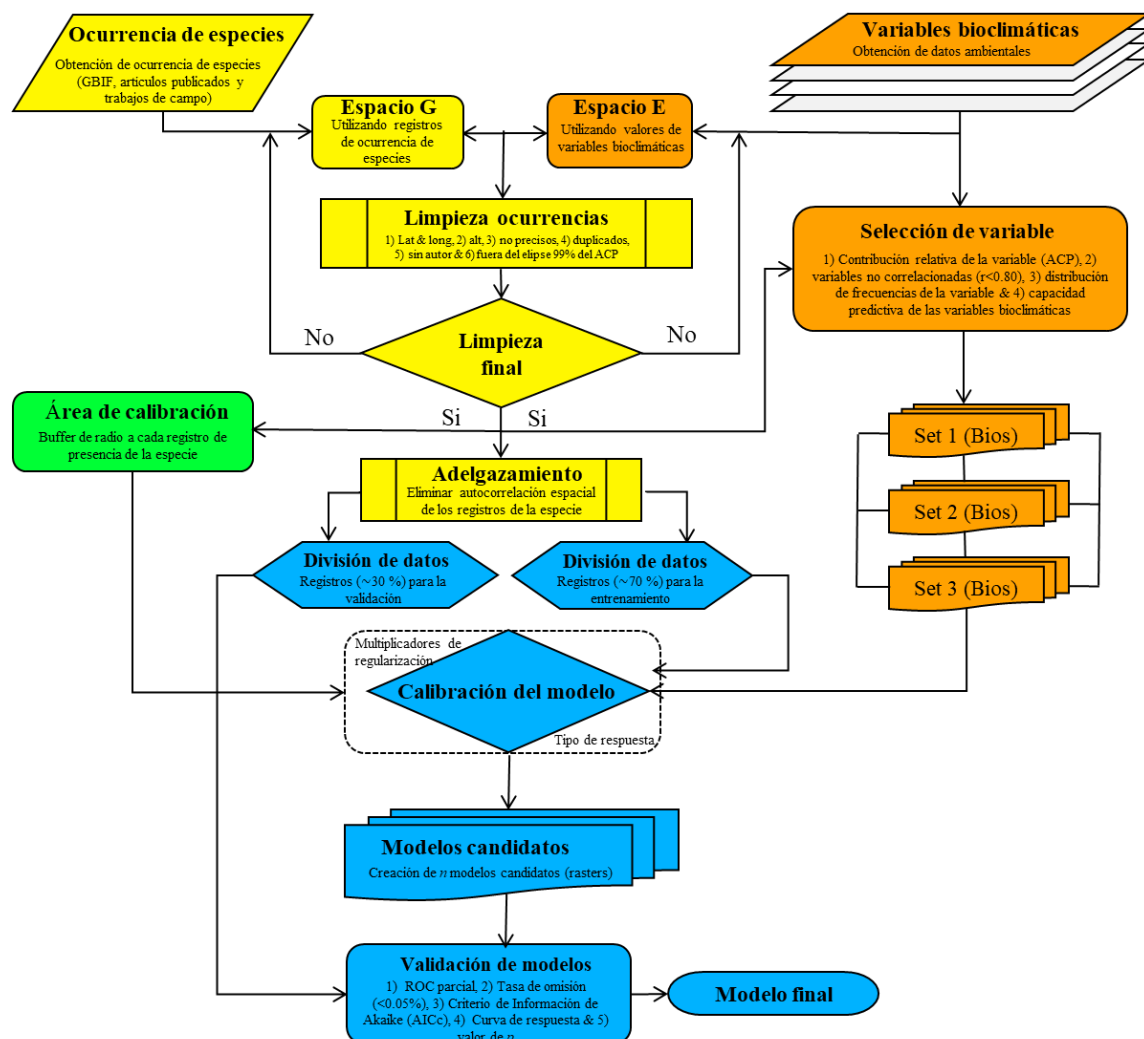 Ocurrencia de especies
Obtención de ocurrencia de especies
(GBIF, artículos publicados y
trabajos de campo)
Variables bioclimáticas
Obtención de datos ambientales
Espacio G
Utilizando registros
de ocurrencia de
especies
Espacio E
Utilizando valores de
variables bioclimáticas
Limpieza ocurrencias
1) Lat & long, 2) alt, 3) no precisos, 4) duplicados,
5) sin autor & 6) fuera del elipse 99% del ACP
Selección de variable
1) Contribución relativa de la variable (ACP), 2)
variables no correlacionadas (r<0.80), 3) distribución
de frecuencias de la variable & 4) capacidad
predictiva de las variables bioclimáticas
No
No
Limpieza
final
Si
Si
Área de calibración
Buffer de radio a cada registro de
presencia de la especie
Adelgazamiento
Eliminar autocorrelación espacial
de los registros de la especie
Set 1 (Bios)
Set 2 (Bios)
Set 3 (Bios)
División de datos
Registros (~30 %) para la
validación
División de datos
Registros (~70 %) para la
entrenamiento
Multiplicadores de
regularización
Calibración del modelo
Tipo de respuesta
Modelos candidatos
Creación de n modelos candidatos (rasters)
Validación de modelos
1) ROC parcial, 2) Tasa de omisión
(<0.05%), 3) Criterio de Información de
Akaike (AICc), 4) Curva de respuesta & 5)
valor de n
Modelo final